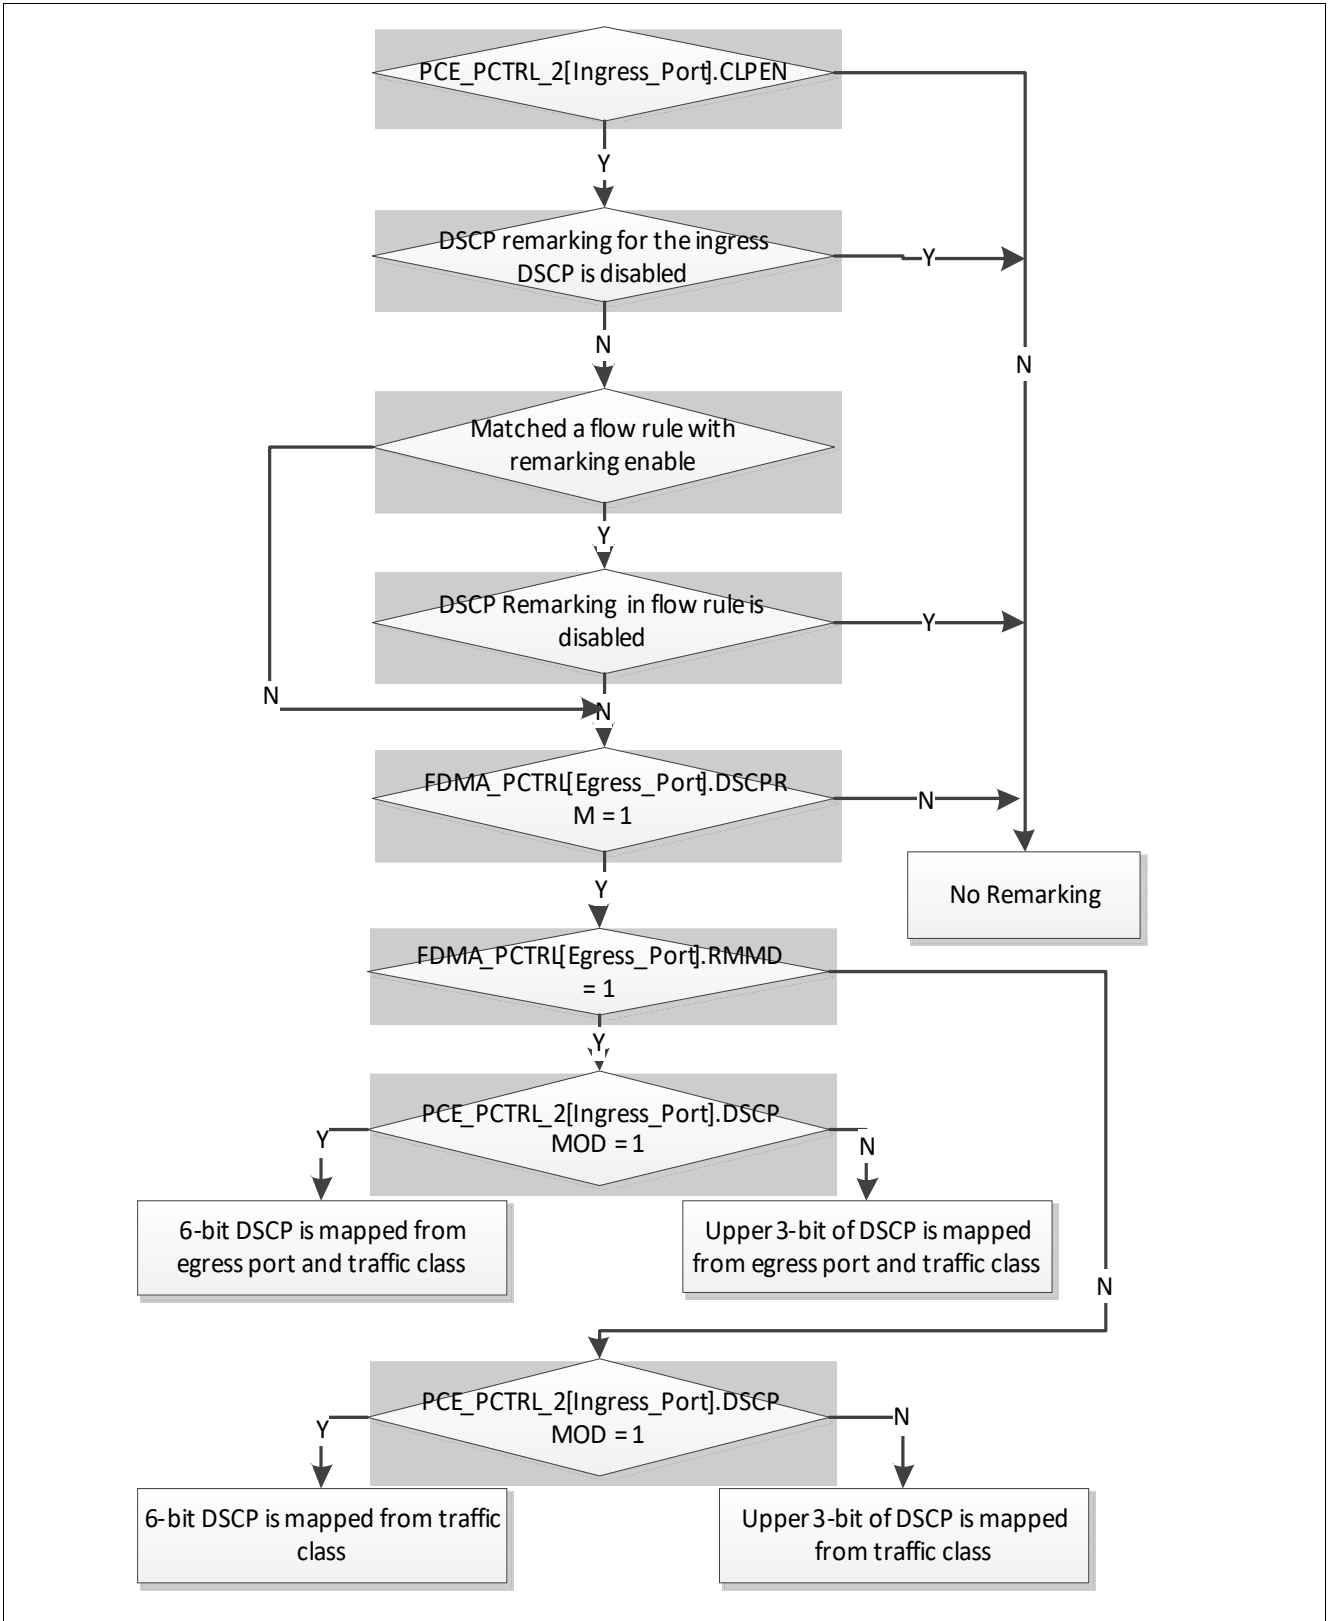 PCE_PCTRL_2[Ingress_Port].CLPEN
Y
DSCP remarking for the ingress
DSCP is disabled
Y
N
N
Matched a flow rule with
remarking enable
Y
DSCP Remarking in flow rule is
disabled
Y
N
N
FDMA_PCTRL[Egress_Port].DSCPR
M = 1
N
Y
No Remarking
FDMA_PCTRL[Egress_Port].RMMD
= 1
Y
PCE_PCTRL_2[Ingress_Port].DSCP
MOD = 1
Y
N
6-bit DSCP is mapped from
egress port and traffic class
Upper 3-bit of DSCP is mapped
from egress port and traffic class
N
PCE_PCTRL_2[Ingress_Port].DSCP
MOD = 1
Y
N
6-bit DSCP is mapped from traffic
class
Upper 3-bit of DSCP is mapped
from traffic class